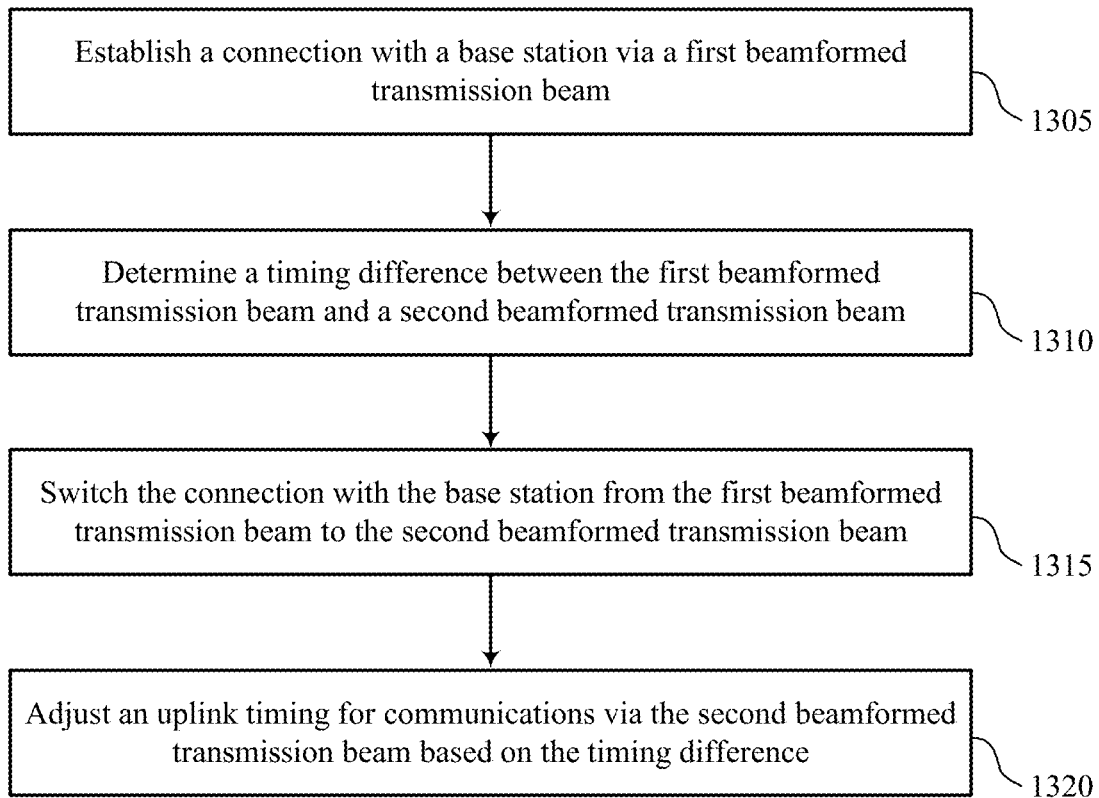 Establish a connection with a base station via a first beamformed
transmission beam
1305
Determine a timing difference between the first beamformed
transmission beam and a second beamformed transmission beam
1310
Switch the connection with the base station from the first beamformed
transmission beam to the second beamformed transmission beam
1315
Adjust an uplink timing for communications via the second beamformed
transmission beam based on the timing difference
1320